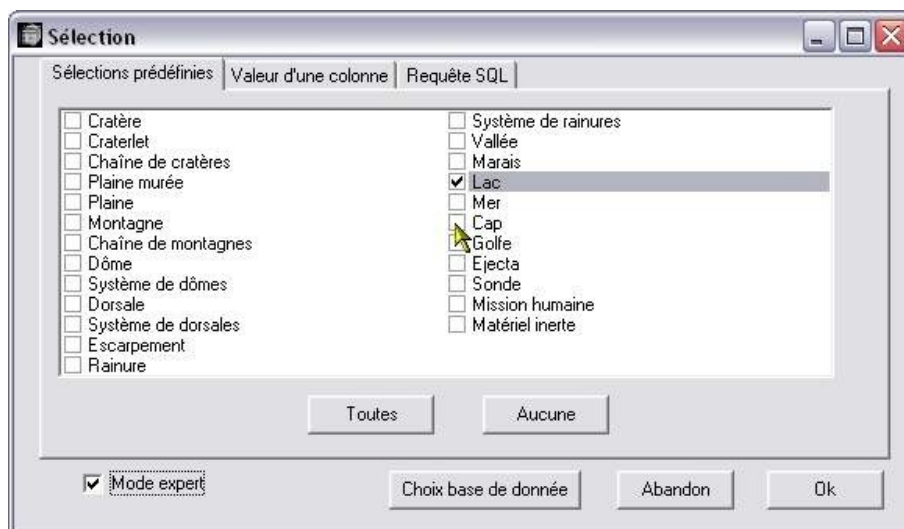 Sélection
Sélections prédéfinies
Valeur d'une colonne
Requête SQL
Cratère
Craterlet
Chaîne de cratères
Plaine murée
Plaine
Montagne
Chaîne de montagnes
Dôme
Système de dômes
Dorsale
Système de dorsales
Escarpement
Rainure
Système de rainures
Vallée
Marais
Lac
Mer
Cap
Golfe
Ejecta
Sonde
Mission humaine
Matériel inerte
Toutes
Aucune
Mode expert
Choix base de donnée
Abandon
Ok